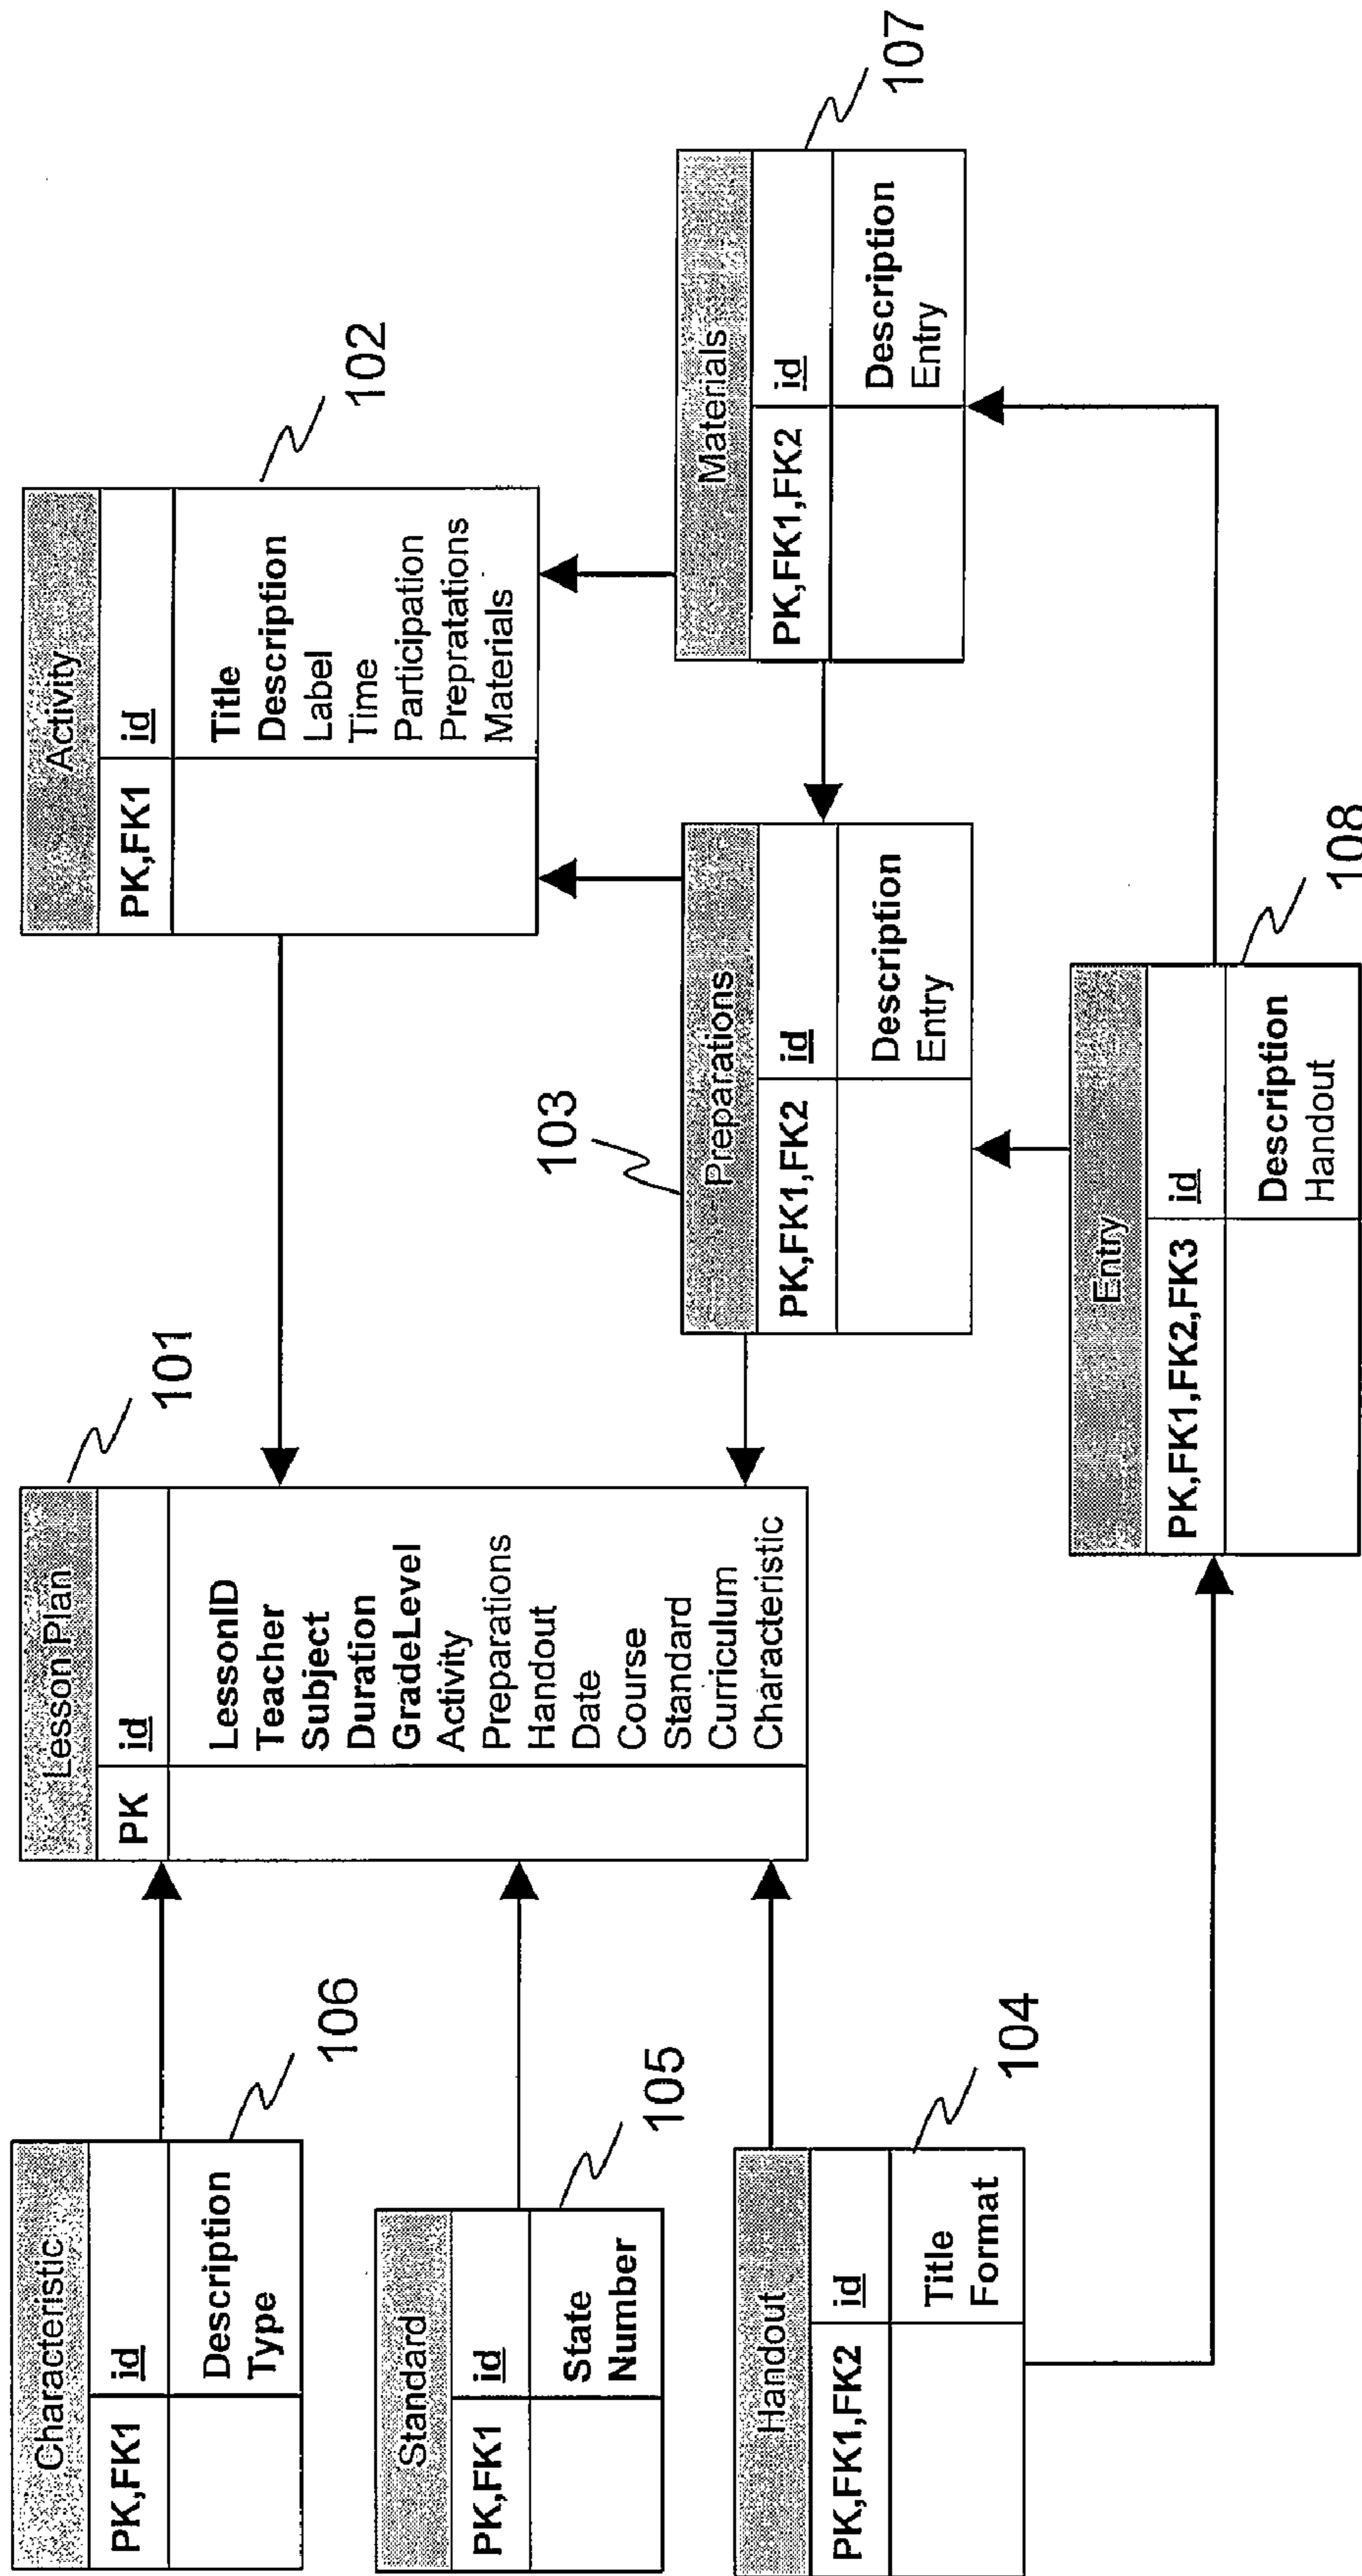 Characteristic
PK,FK1 id
Description
Type
106
Standard
PK,FK1 id
State
Number
105
Handout
PK,FK1,FK2 id
Title
Format
104
Lesson Plan
PK id
LessonID
Teacher
Subject
Duration
GradeLevel
Activity
Preparations
Handout
Date
Course
Standard
Curriculum
Characteristic
101
Activity
PK,FK1 id
Title
Description
Label
Time
Participation
Prepratations
Materials
102
103
Preparations
PK,FK1,FK2 id
Description
Entry
Materials
PK,FK1,FK2 id
Description
Entry
107
Entry
PK,FK1,FK2,FK3 id
Description
Handout
108